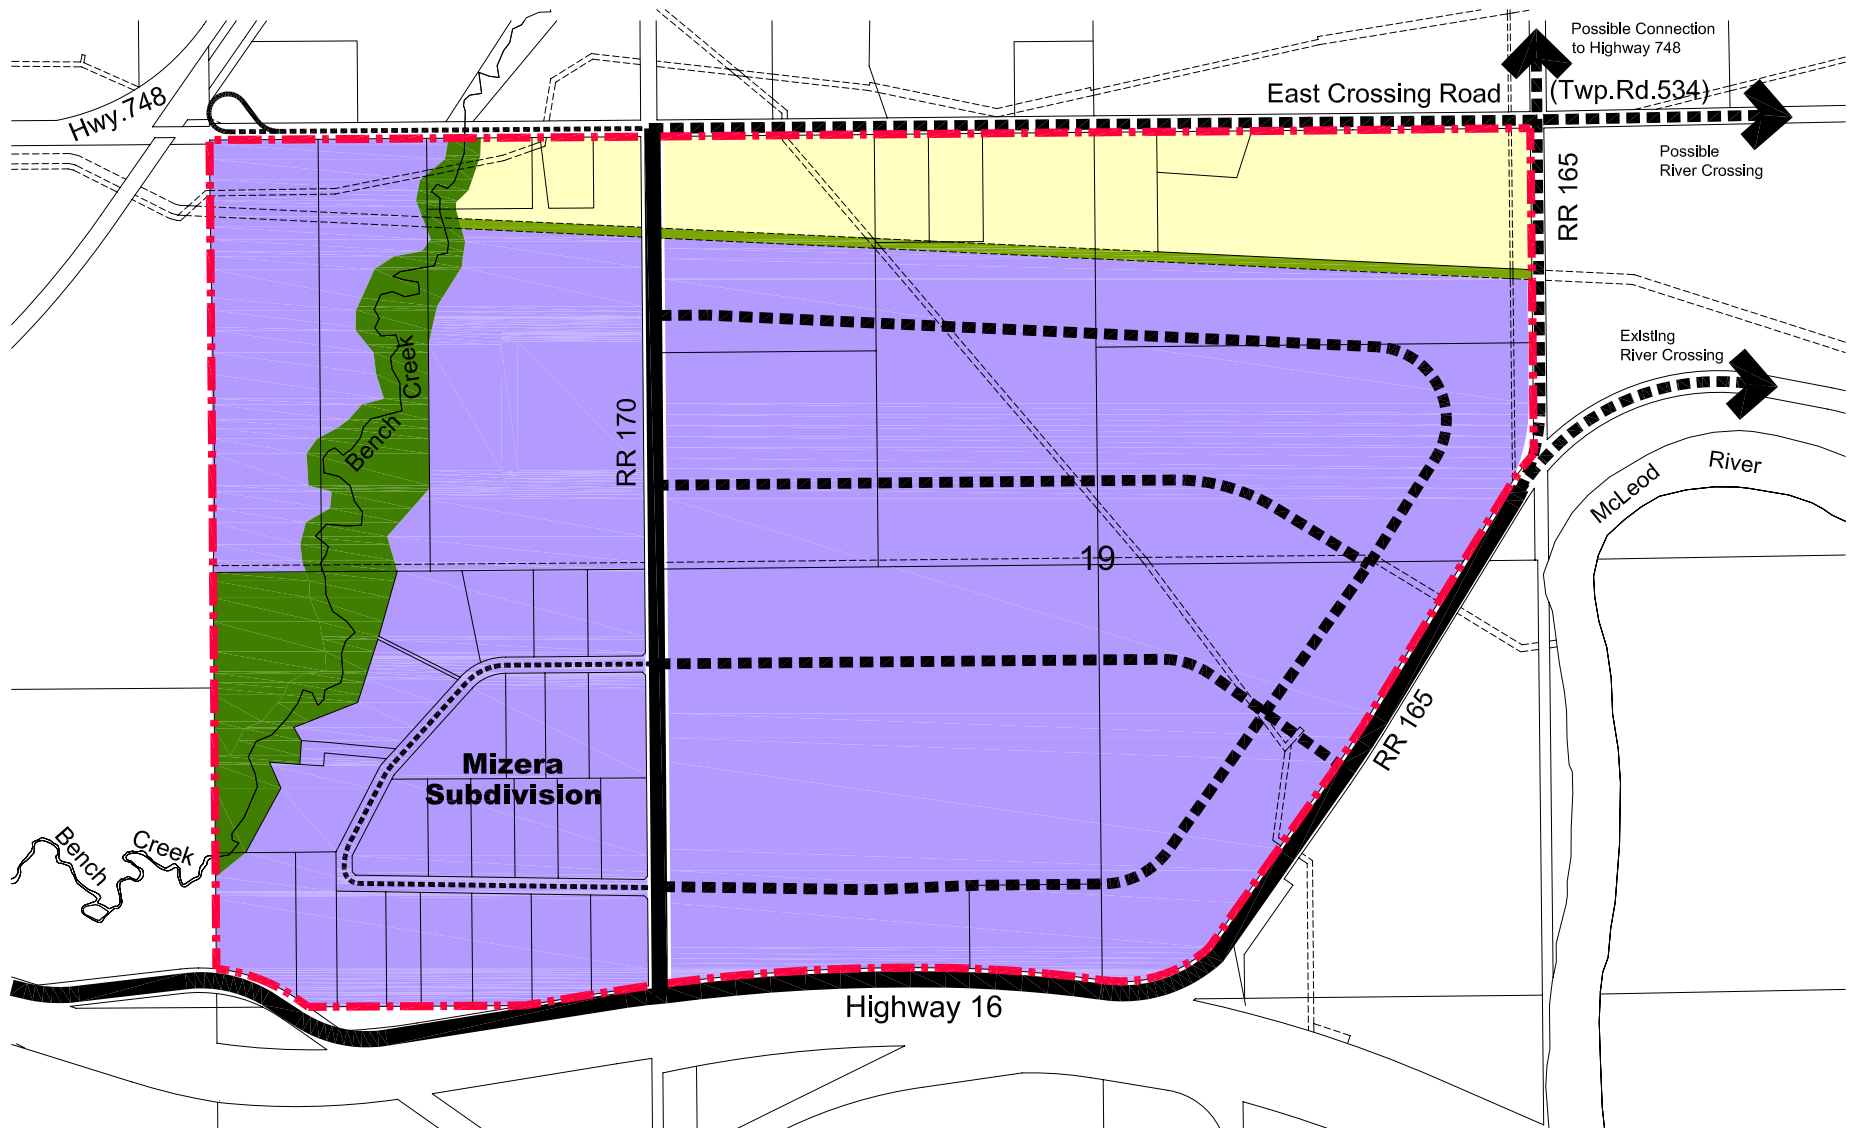 Possible Connection
to Highway 748
Hwy.748
East Crossing Road
(Twp.Rd.534)
Possible
River Crossing
RR 165
Existing
River Crossing
Creek
Bench
RR 170
McLeod
River
19
RR 165
Mizera
Subdivision
Bench
Creek
Highway 16